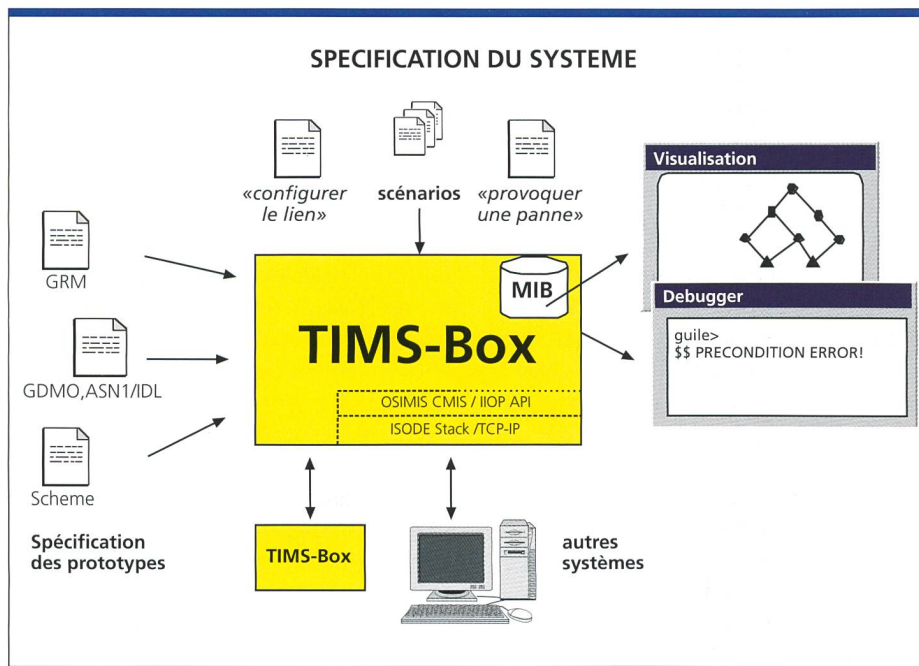 SPECIFICATION DU SYSTEME
«configurer
le lien»
scénarios
«provoquer
une panne»
Visualisation
GRM
MIB
Debugger
guile>
$$ PRECONDITION ERROR!
TIMS-Box
GDMO,ASN1/IDL
OSIMIS CMIS / IIOP API
ISODE Stack /TCP-IP
Scheme
Spécification
des prototypes
TIMS-Box
autres
systèmes